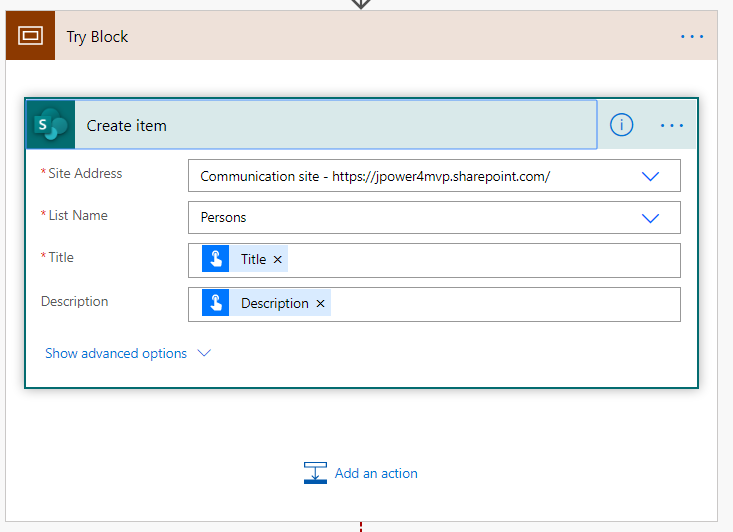 Try Block
S
Create item
* Site Address
Communication site - https://jpower4mvp.sharepoint.com/
* List Name
Persons
* Title
Title ×
Description
Description ×
Show advanced options
Add an action